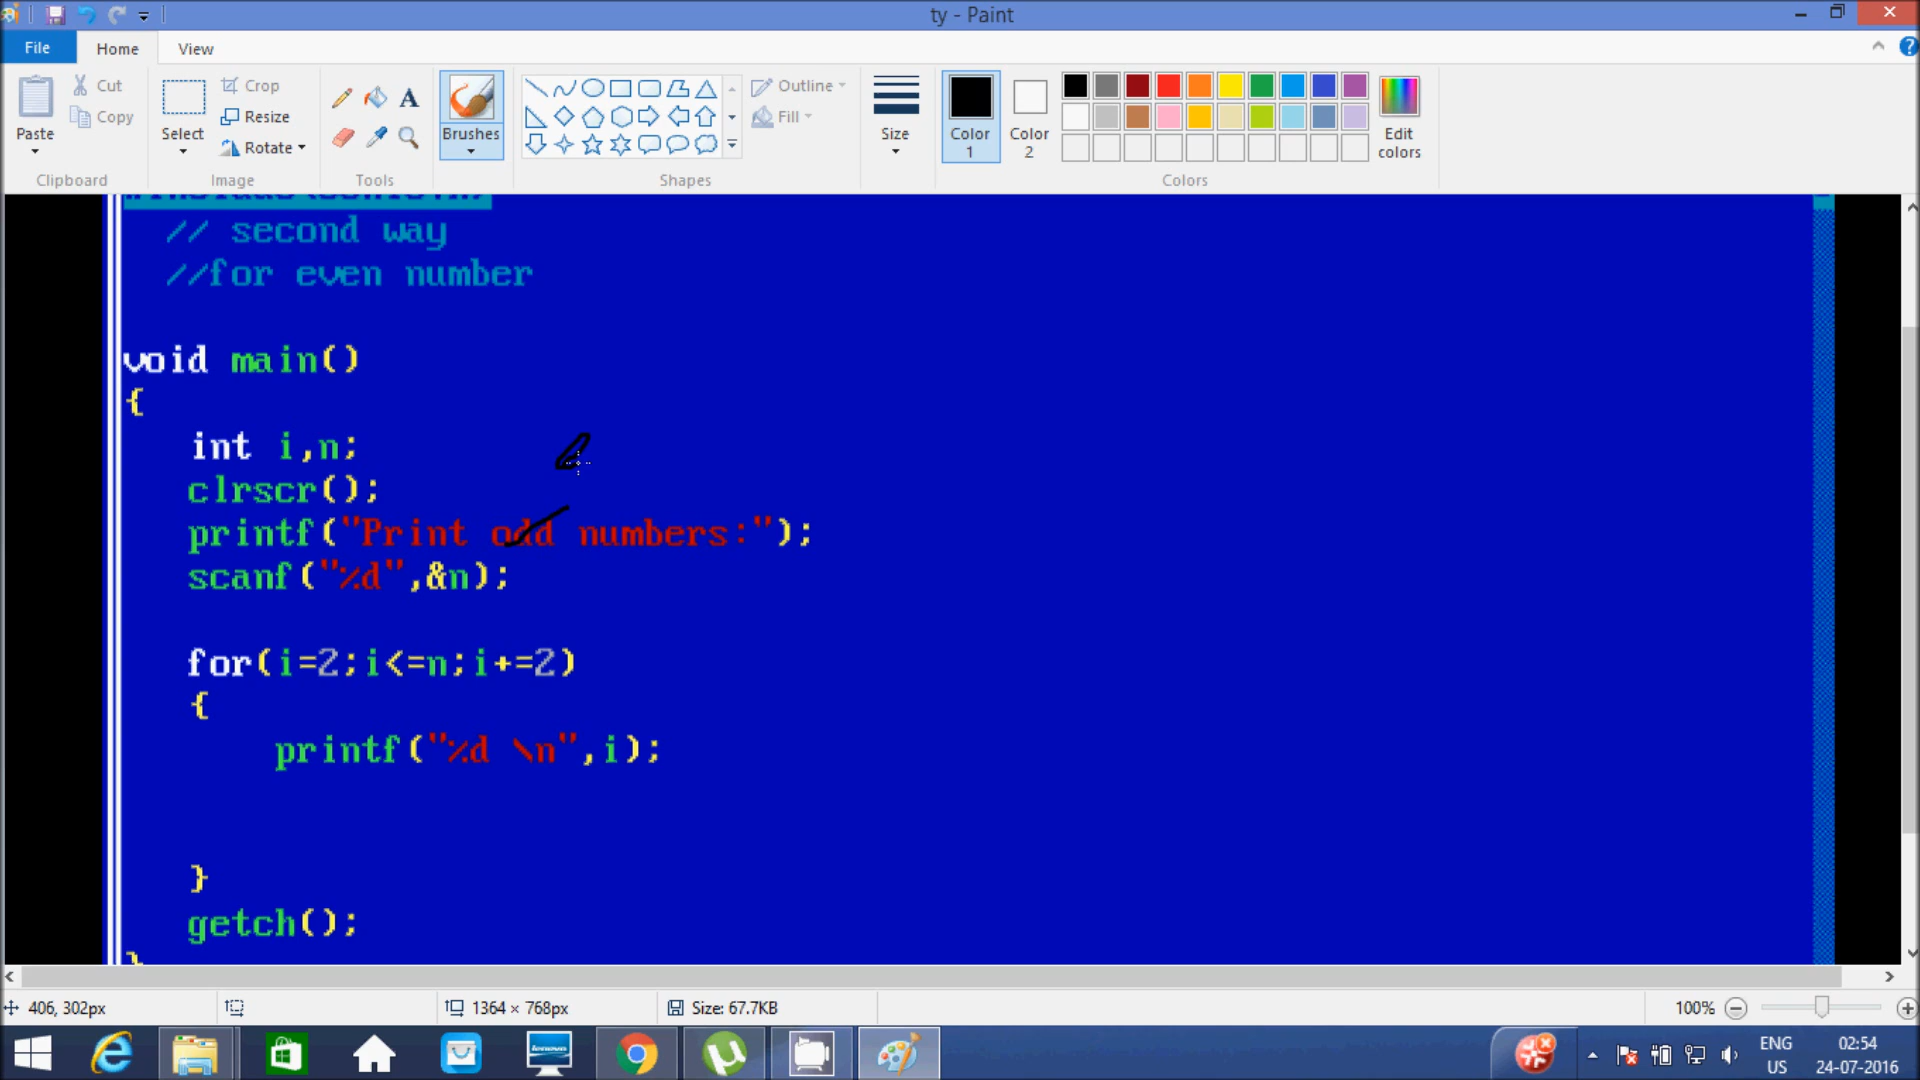 ty - Paint
File Home View
Paste
Cut
Copy
Clipboard
Select
Crop
Resize
Rotate
Image
Tools
Brushes
Shapes
Outline
Fill
Size
Color 1
Color 2
Edit colors
Colors
// second way
//for even number
void main()
{
int i,n;
clrscr();
printf("Print odd numbers:");
scanf("%d",&n);
for(i=2;i<=n;i+=2)
{
printf("%d \n",i);
}
getch();
}
406, 302px
1364 × 768px
Size: 67.7KB
100%
lenovo
ENG
US
02:54
24-07-2016